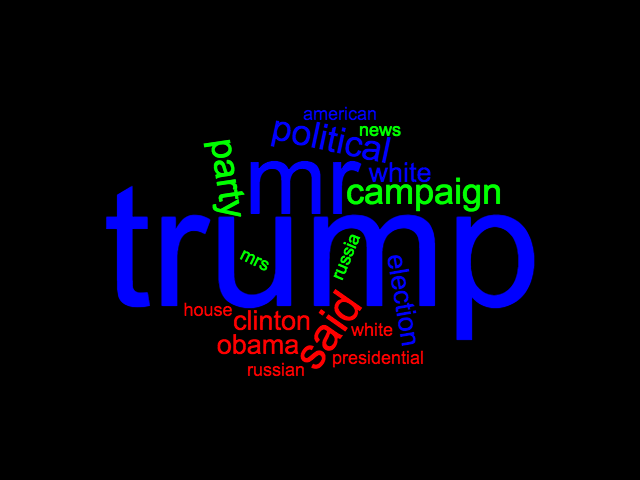 american
news
political
party
mr
white
campaign
trump
mrs
russia
election
house
clinton
said
white
obama
presidential
russian